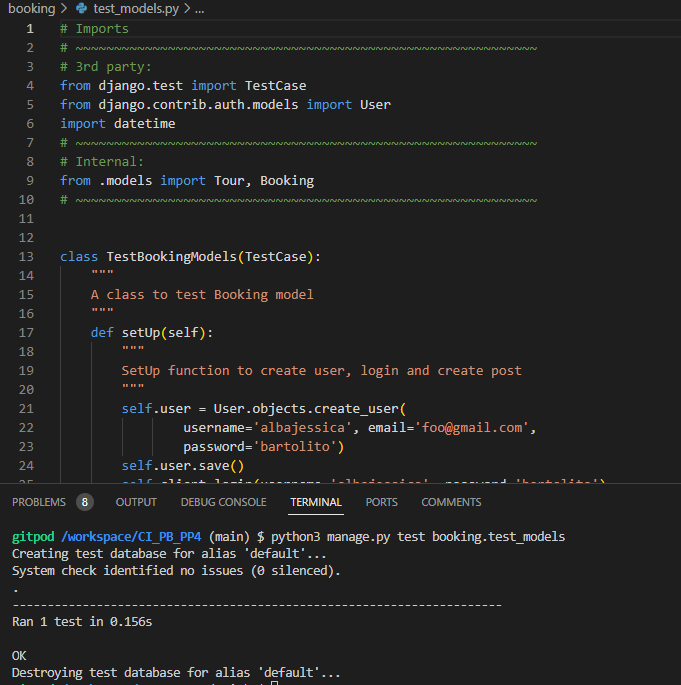 booking > test_models.py > ...
1 # Imports
2 # ~~~~~~~~~~~~~~~~~~~~~~~~~~~~~~~~~~~~~~~~~~~~~~~~~~~~~~~~~~~~
3 # 3rd party:
4 from django.test import TestCase
5 from django.contrib.auth.models import User
6 import datetime
7 # ~~~~~~~~~~~~~~~~~~~~~~~~~~~~~~~~~~~~~~~~~~~~~~~~~~~~~~~~~~~~
8 # Internal:
9 from .models import Tour, Booking
10 # ~~~~~~~~~~~~~~~~~~~~~~~~~~~~~~~~~~~~~~~~~~~~~~~~~~~~~~~~~~~~
11
12
13 class TestBookingModels(TestCase):
14 """
15 A class to test Booking model
16 """
17 def setUp(self):
18 """
19 SetUp function to create user, login and create post
20 """
21 self.user = User.objects.create_user(
22 username='albajessica', email='foo@gmail.com',
23 password='bartolito')
24 self.user.save()
PROBLEMS 8 OUTPUT DEBUG CONSOLE TERMINAL PORTS COMMENTS
gitpod /workspace/CI_PB_PP4 (main) $ python3 manage.py test booking.test_models
Creating test database for alias 'default'...
System check identified no issues (0 silenced).
.
----------------------------------------------------------------------
Ran 1 test in 0.156s
OK
Destroying test database for alias 'default'...